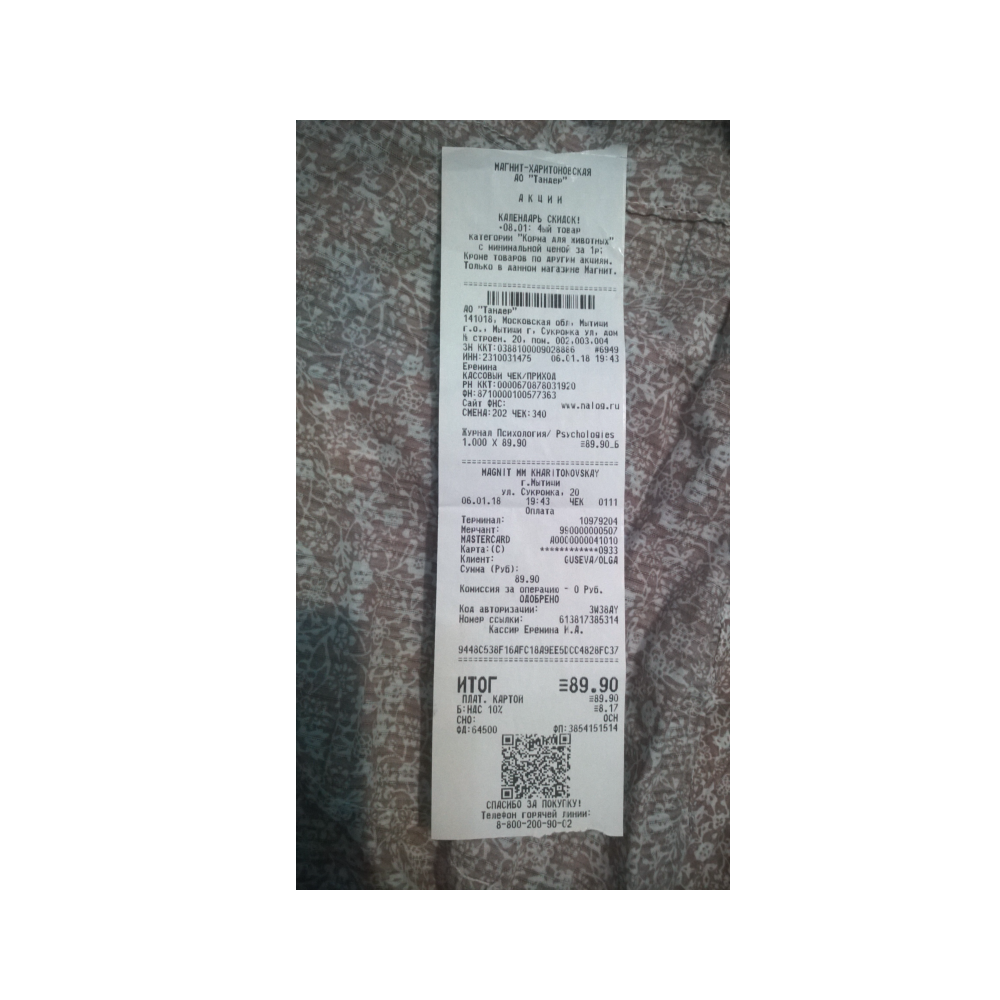 МАГНИТ-ХАРИТОНОВСКАЯ
АО "Тандер"
АКЦИИ
КАЛЕНДАРЬ СКИДОК!
-08.01: 4ый товар
категории "Корма для животных"
с минимальной ценой за 1р;
Кроме товаров по другим акциям.
Только в данном магазине Магнит.
АО "Тандер"
141018, Московская обл, Мытищи
г.о., Мытищи г, Сукромка ул, дом
№ строен. 20, пом. 002,003,004
ЗН ККТ:0388100009028886 #6949
ИНН:2310031475 06.01.18 19:43
Еремина
КАССОВЫЙ ЧЕК/ПРИХОД
РН ККТ:0000670878031920
ФН:8710000100577363
Сайт ФНС: www.nalog.ru
СМЕНА:202 ЧЕК:340
Журнал Психология/ Psychologies
1.000 X 89.90 =89.90_Б
MAGNIT MM KHARITONOVSKAY
г.Мытищи
ул. Сукромка, 20
06.01.18 19:43 ЧЕК 0111
Оплата
Терминал: 10979204
Мерчант: 990000000507
MASTERCARD A0000000041010
Карта:(C) ************0933
Клиент: GUSEVA/OLGA
Сумма (Руб):
89.90
Комиссия за операцию - 0 Руб.
ОДОБРЕНО
Код авторизации: 3W38AY
Номер ссылки: 613817385314
Кассир Еремина И.А.
9448C538F16AFC18A9EE5DCC4828FC37
ИТОГ ≡89.90
ПЛАТ. КАРТОЙ ≡89.90
Б:НДС 10% ≡8.17
СНО: ОСН
ФД:64500 ФП:3854151514
СПАСИБО ЗА ПОКУПКУ!
Телефон горячей линии:
8-800-200-90-02